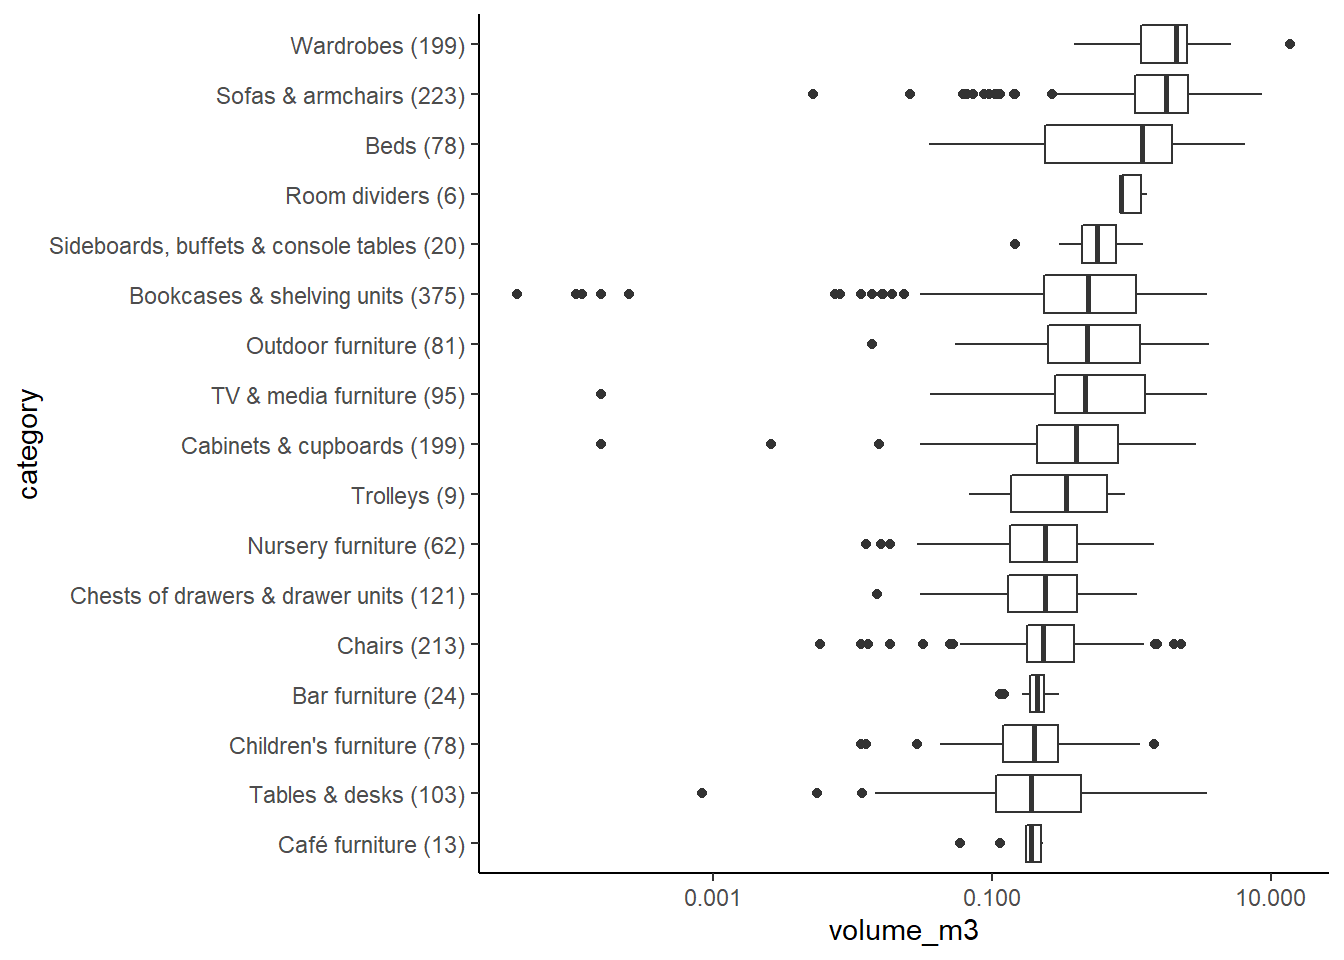 Wardrobes (199)
Sofas & armchairs (223)
Beds (78)
Room dividers (6)
Sideboards, buffets & console tables (20)
Bookcases & shelving units (375)
Outdoor furniture (81)
TV & media furniture (95)
Cabinets & cupboards (199)
Trolleys (9)
Nursery furniture (62)
Chests of drawers & drawer units (121)
Chairs (213)
Bar furniture (24)
Children's furniture (78)
Tables & desks (103)
Café furniture (13)
category
0.001 0.100 10.000
volume_m3